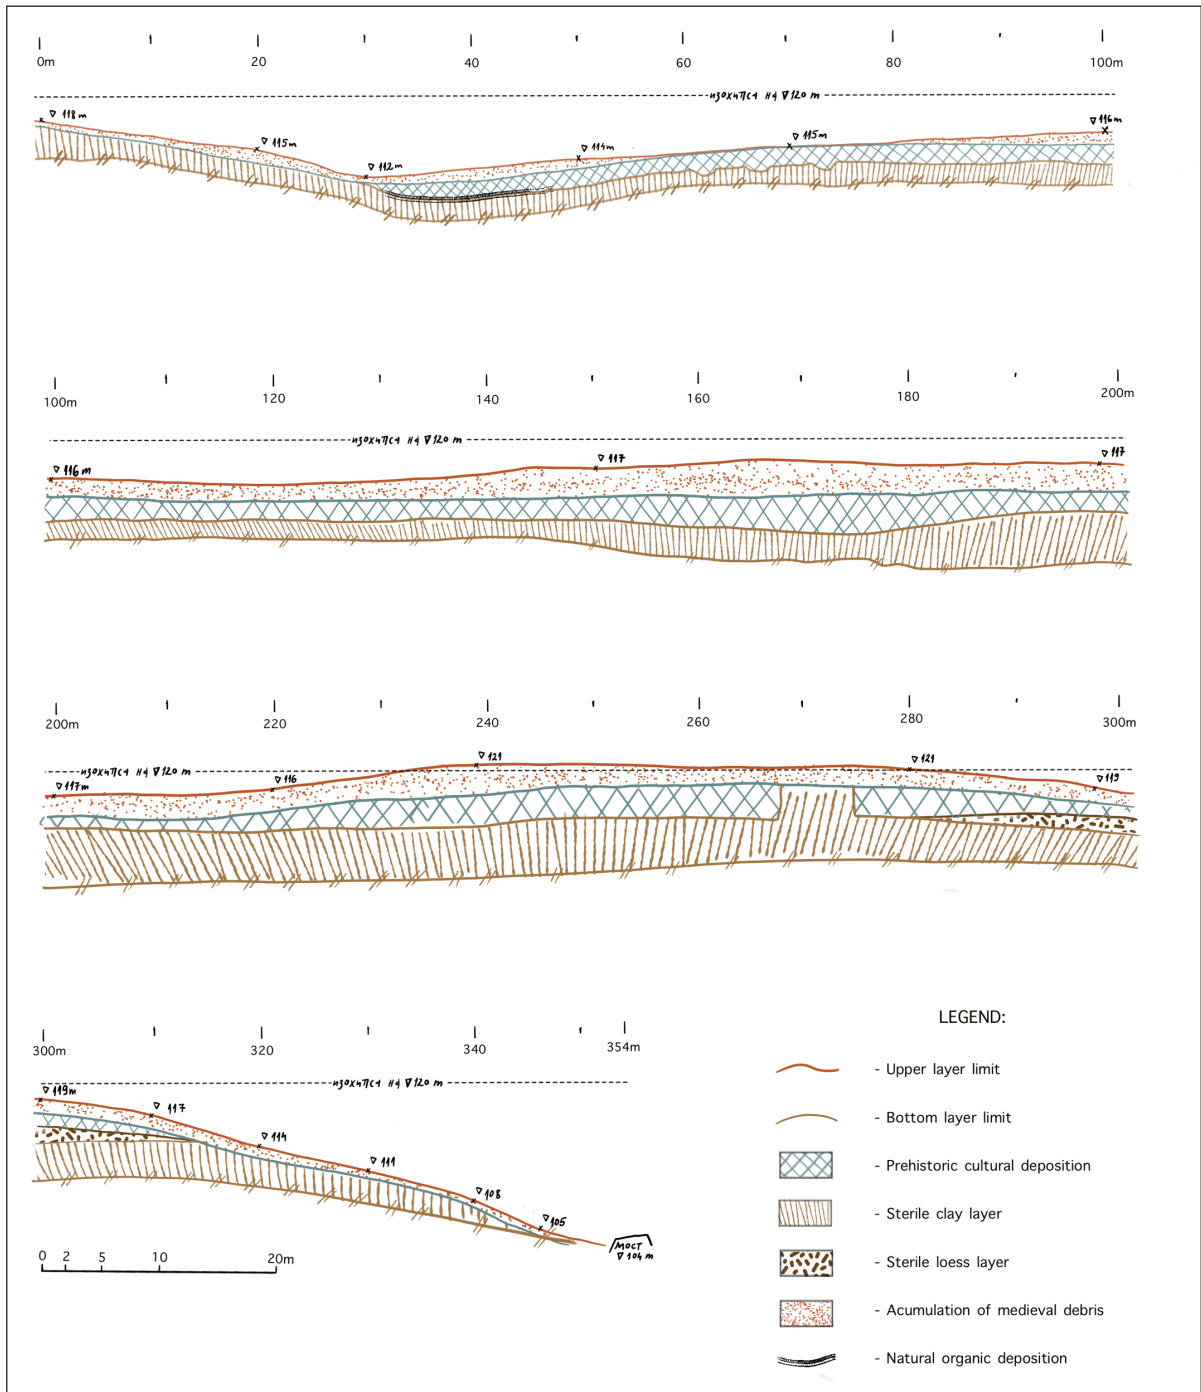 0m 20 40 60 80 100m
изохипса на ▽120 m
▽ 118 m
▽ 115m
▽ 112m
▽ 114m
▽ 115m
▽ 116m
100m 120 140 160 180 200m
изохипса на ▽120 m
▽ 116 m
▽ 117
▽ 117
200m 220 240 260 280 300m
изохипса на ▽120 m
▽ 117m
▽ 116
▽ 121
▽ 121
▽ 119
300m 320 340 354m
изохипса на ▽120 m
▽ 119m
▽ 117
▽ 114
▽ 111
▽ 108
▽ 105
МОСТ
▽ 104 m
0 2 5 10 20m
LEGEND:
- Upper layer limit
- Bottom layer limit
- Prehistoric cultural deposition
- Sterile clay layer
- Sterile loess layer
- Acumulation of medieval debris
- Natural organic deposition